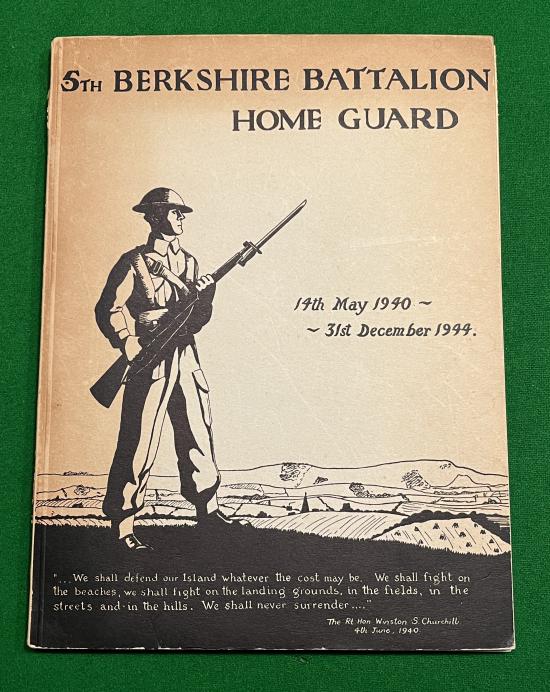 5TH BERKSHIRE BATTALION
HOME GUARD
14th May 1940 ~
~ 31st December 1944.
"...We shall defend our Island whatever the cost may be. We shall fight on
the beaches, we shall fight on the landing grounds, in the fields, in the
streets and in the hills. We shall never surrender...."
The Rt Hon Winston S. Churchill
4th June, 1940